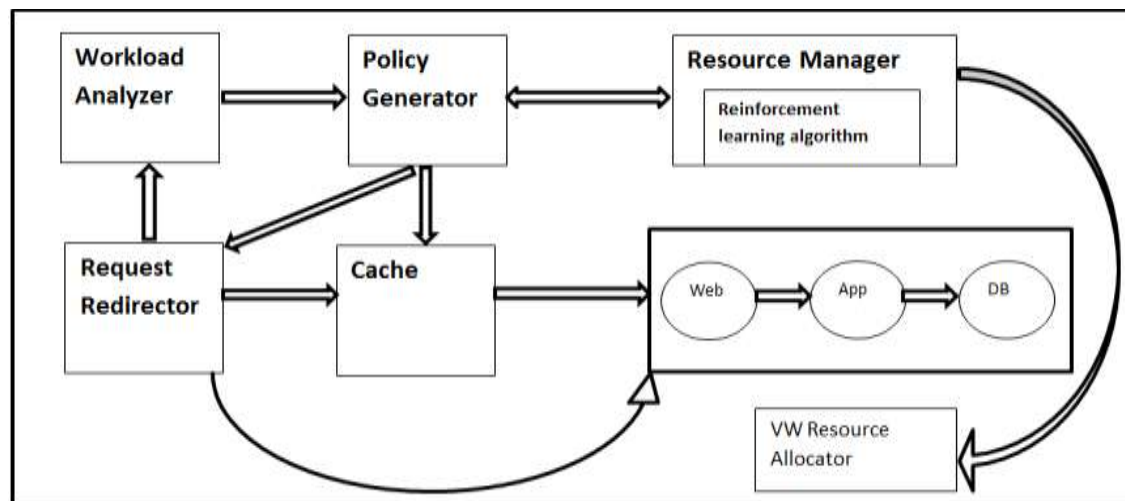 Workload
Analyzer
Policy
Generator
Resource Manager
Reinforcement
learning algorithm
Request
Redirector
Cache
Web
App
DB
VW Resource
Allocator